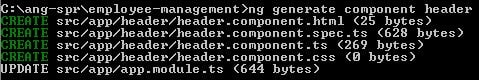 C:\ang-spr\employee-management>ng generate component header
CREATE src/app/header/header.component.html (25 bytes)
CREATE src/app/header/header.component.spec.ts (628 bytes)
CREATE src/app/header/header.component.ts (269 bytes)
CREATE src/app/header/header.component.css (0 bytes)
UPDATE src/app/app.module.ts (644 bytes)